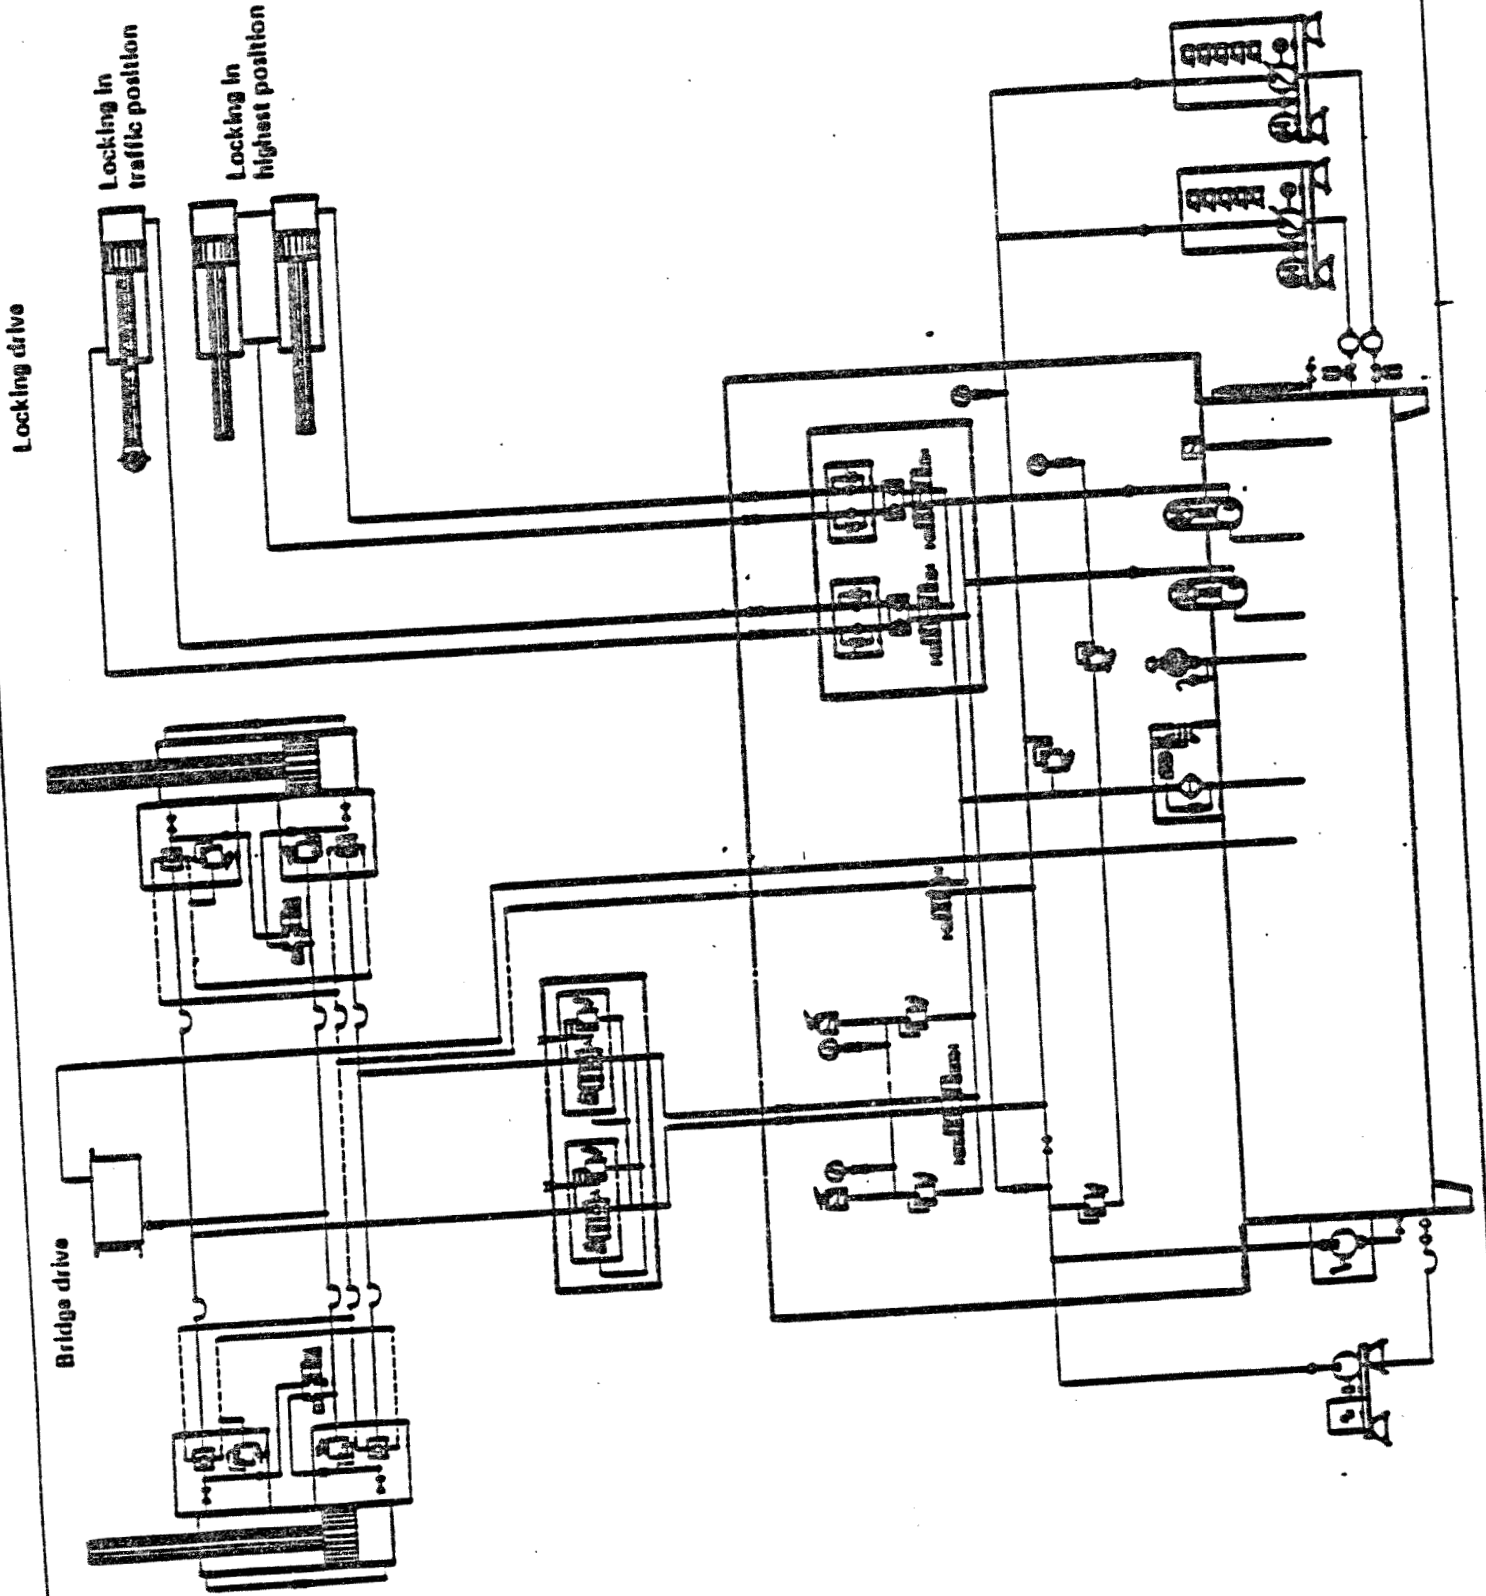 Locking drive
Locking in
traffic position
Locking in
highest position
Bridge drive